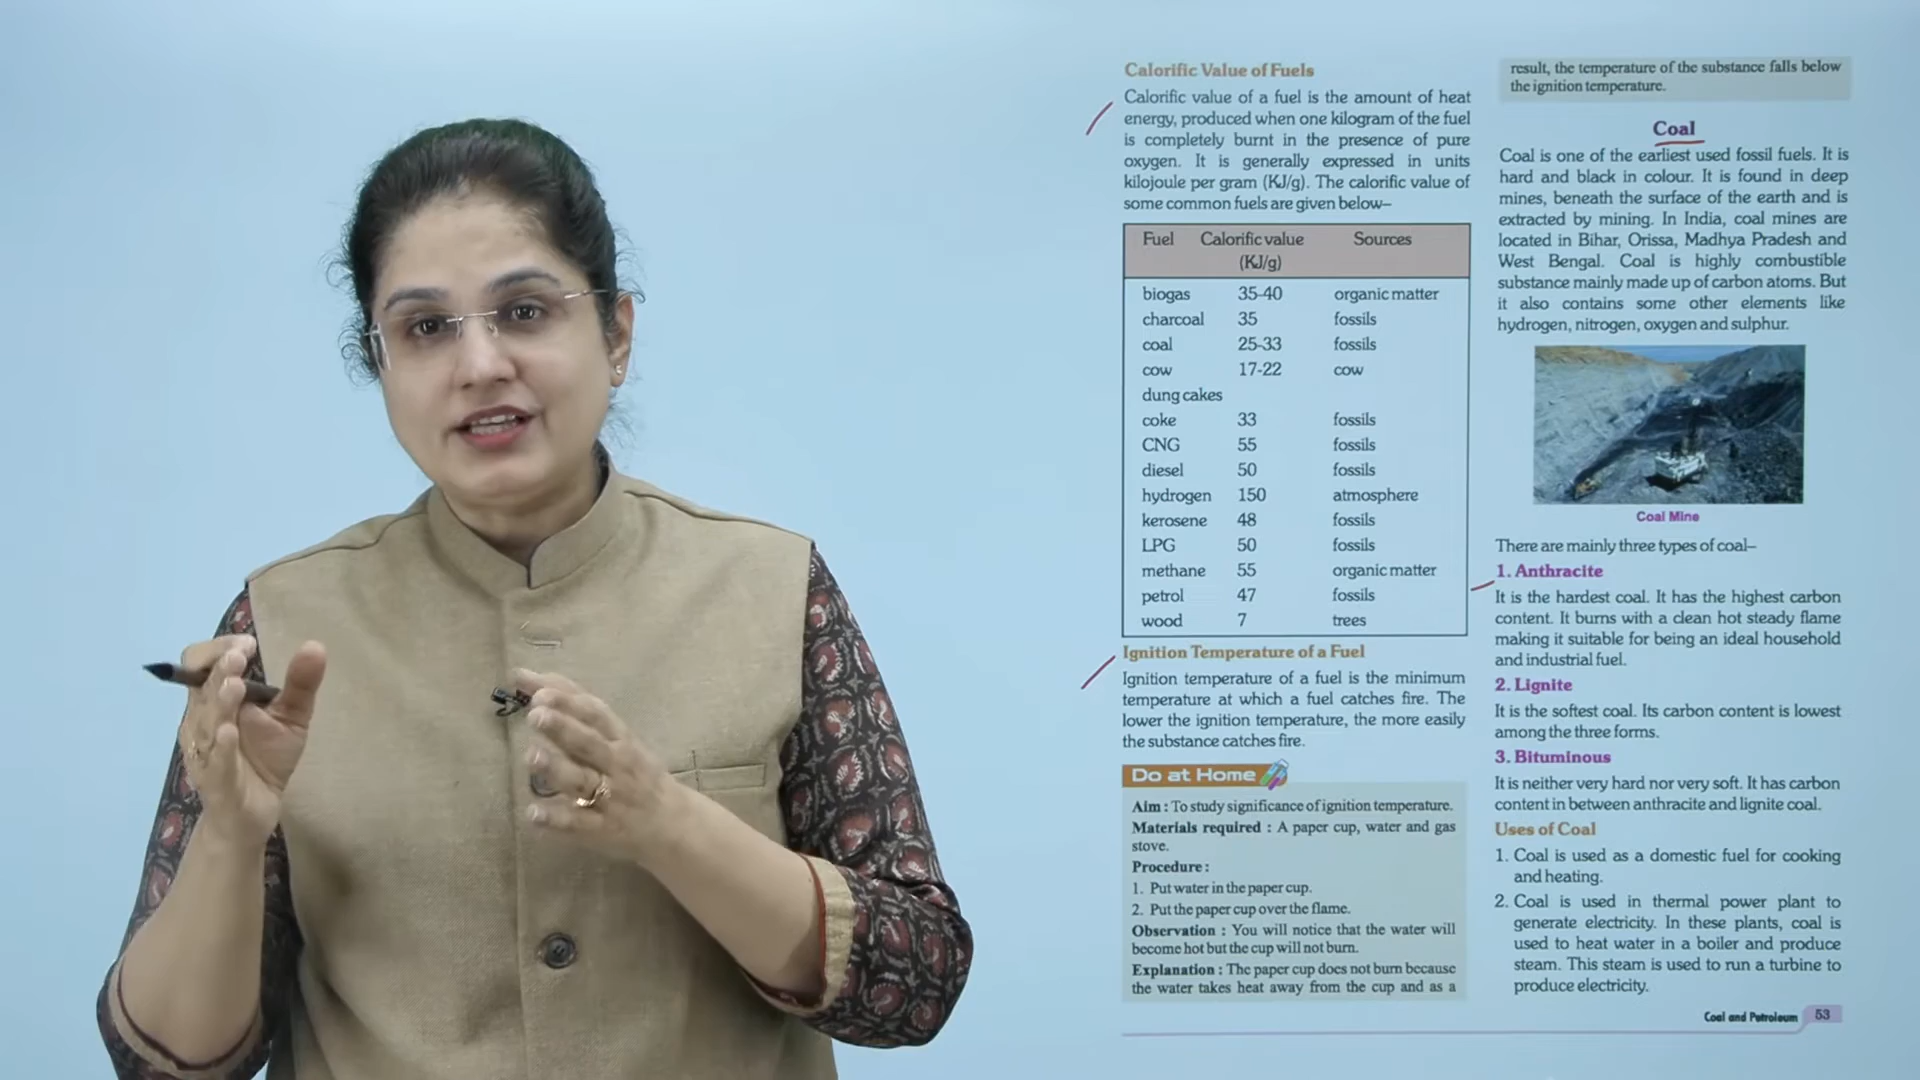 Calorific Value of Fuels
Calorific value of a fuel is the amount of heat
energy, produced when one kilogram of the fuel
is completely burnt in the presence of pure
oxygen. It is generally expressed in units
kilojoule per gram (KJ/g). The calorific value of
some common fuels are given below–
Fuel Calorific value Sources
(KJ/g)
biogas 35-40 organic matter
charcoal 35 fossils
coal 25-33 fossils
cow 17-22 cow
dung cakes
coke 33 fossils
CNG 55 fossils
diesel 50 fossils
hydrogen 150 atmosphere
kerosene 48 fossils
LPG 50 fossils
methane 55 organic matter
petrol 47 fossils
wood 7 trees
Ignition Temperature of a Fuel
Ignition temperature of a fuel is the minimum
temperature at which a fuel catches fire. The
lower the ignition temperature, the more easily
the substance catches fire.
Do at Home
Aim : To study significance of ignition temperature.
Materials required : A paper cup, water and gas
stove.
Procedure :
1. Put water in the paper cup.
2. Put the paper cup over the flame.
Observation : You will notice that the water will
become hot but the cup will not burn.
Explanation : The paper cup does not burn because
the water takes heat away from the cup and as a
result, the temperature of the substance falls below
the ignition temperature.
Coal
Coal is one of the earliest used fossil fuels. It is
hard and black in colour. It is found in deep
mines, beneath the surface of the earth and is
extracted by mining. In India, coal mines are
located in Bihar, Orissa, Madhya Pradesh and
West Bengal. Coal is highly combustible
substance mainly made up of carbon atoms. But
it also contains some other elements like
hydrogen, nitrogen, oxygen and sulphur.
Coal Mine
There are mainly three types of coal–
1. Anthracite
It is the hardest coal. It has the highest carbon
content. It burns with a clean hot steady flame
making it suitable for being an ideal household
and industrial fuel.
2. Lignite
It is the softest coal. Its carbon content is lowest
among the three forms.
3. Bituminous
It is neither very hard nor very soft. It has carbon
content in between anthracite and lignite coal.
Uses of Coal
1. Coal is used as a domestic fuel for cooking
and heating.
2. Coal is used in thermal power plant to
generate electricity. In these plants, coal is
used to heat water in a boiler and produce
steam. This steam is used to run a turbine to
produce electricity.
Coal and Petroleum 53